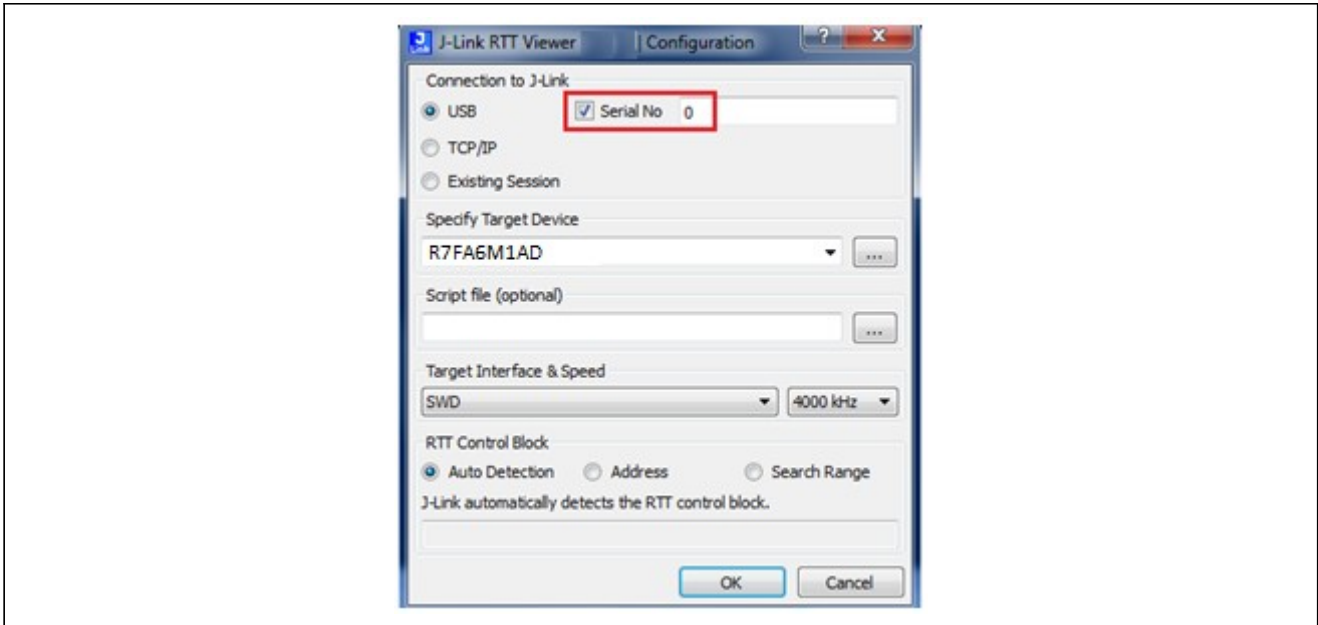 J-Link RTT Viewer | Configuration ? X
Connection to J-Link
USB Serial No 0
TCP/IP
Existing Session
Specify Target Device
R7FA6M1AD ...
Script file (optional)
...
Target Interface & Speed
SWD 4000 kHz
RTT Control Block
Auto Detection Address Search Range
J-Link automatically detects the RTT control block.
OK Cancel